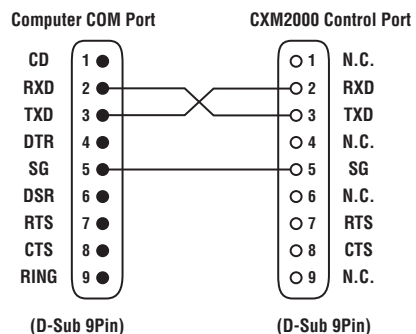 Computer COM Port CXM2000 Control Port
CD 1 1 N.C.
RXD 2 2 RXD
TXD 3 3 TXD
DTR 4 4 N.C.
SG 5 5 SG
DSR 6 6 N.C.
RTS 7 7 RTS
CTS 8 8 CTS
RING 9 9 N.C.
(D-Sub 9Pin) (D-Sub 9Pin)